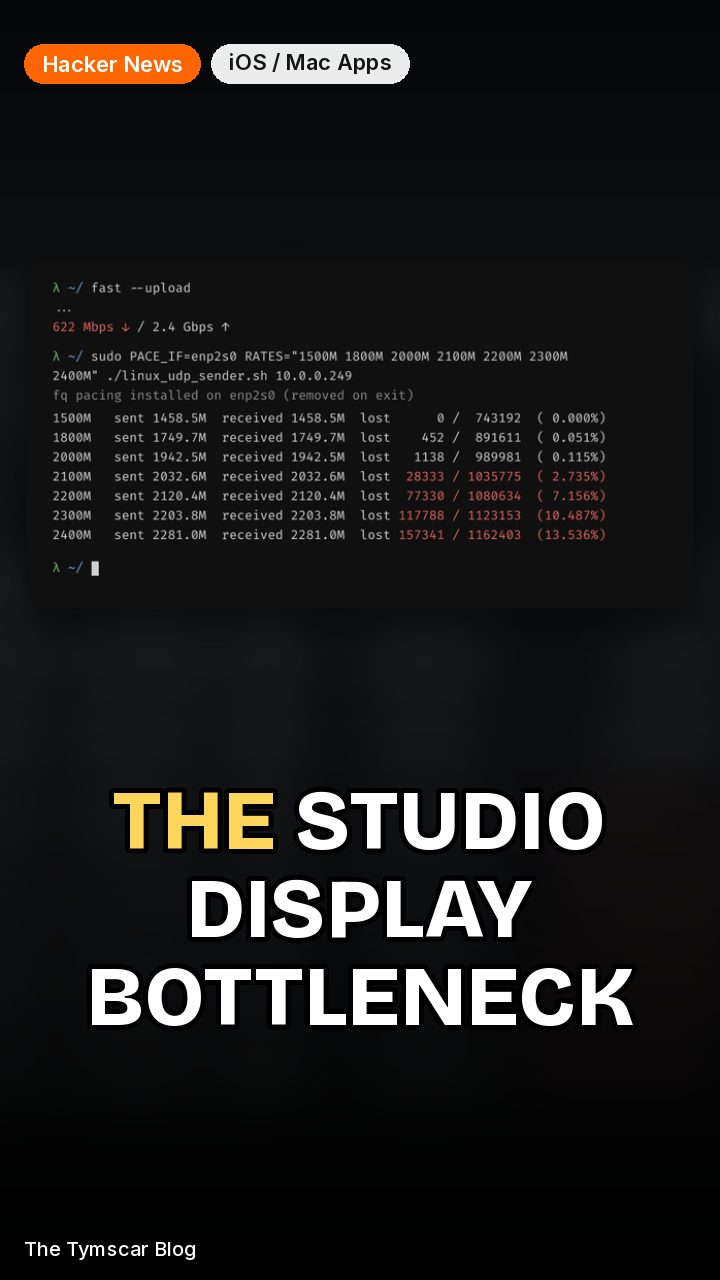 Hacker News
iOS / Mac Apps
λ ~/ fast --upload
...
622 Mbps ↓ / 2.4 Gbps ↑
λ ~/ sudo PACE_IF=enp2s0 RATES="1500M 1800M 2000M 2100M 2200M 2300M
2400M" ./linux_udp_sender.sh 10.0.0.249
fq pacing installed on enp2s0 (removed on exit)
1500M sent 1458.5M received 1458.5M lost 0 / 743192 ( 0.000%)
1800M sent 1749.7M received 1749.7M lost 452 / 891611 ( 0.051%)
2000M sent 1942.5M received 1942.5M lost 1138 / 989981 ( 0.115%)
2100M sent 2032.6M received 2032.6M lost 28333 / 1035775 ( 2.735%)
2200M sent 2120.4M received 2120.4M lost 77330 / 1080634 ( 7.156%)
2300M sent 2203.8M received 2203.8M lost 117788 / 1123153 (10.487%)
2400M sent 2281.0M received 2281.0M lost 157341 / 1162403 (13.536%)
λ ~/
THE STUDIO
DISPLAY
BOTTLENECK
The Tymscar Blog